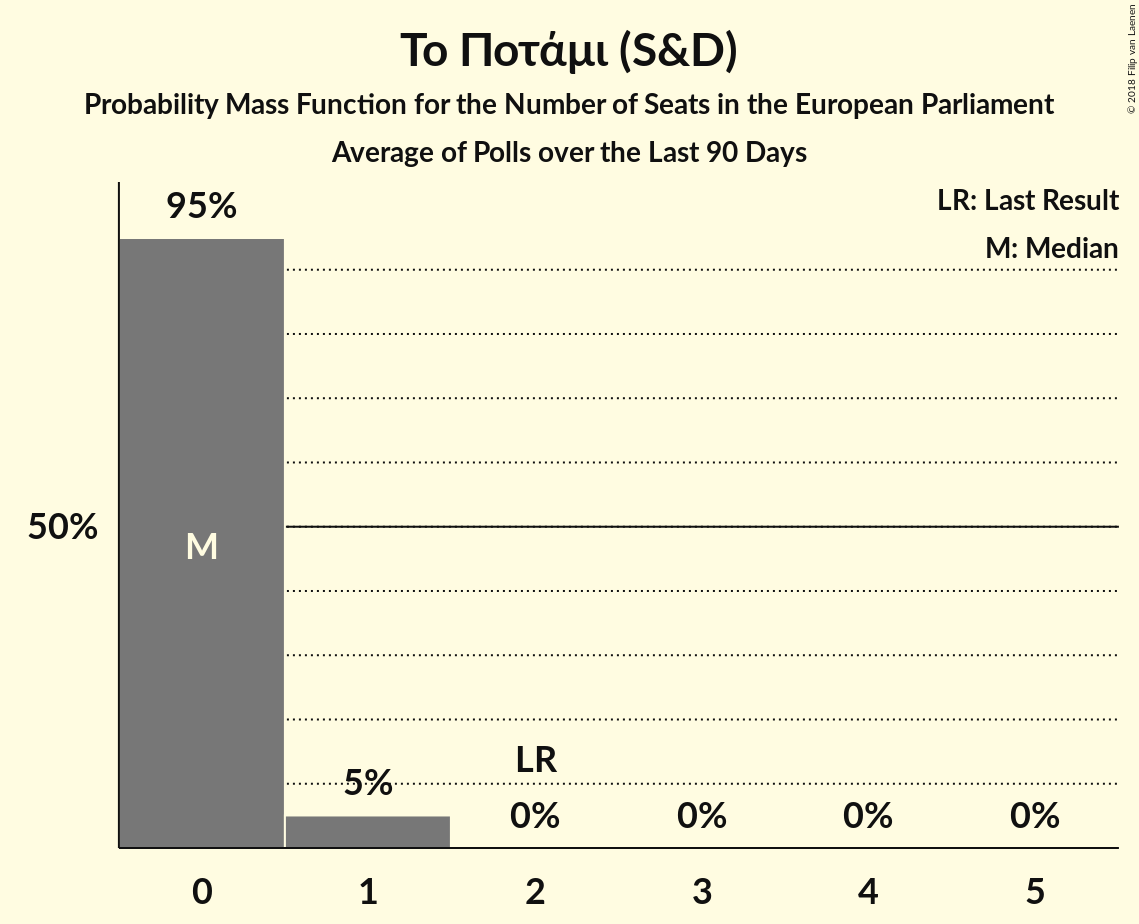 Το Ποτάμι (S&D)
Probability Mass Function for the Number of Seats in the European Parliament
Average of Polls over the Last 90 Days
© 2018 Filip van Laenen
LR: Last Result
M: Median
95%
50%
M
LR
5%
0%
0%
0%
0%
0 1 2 3 4 5